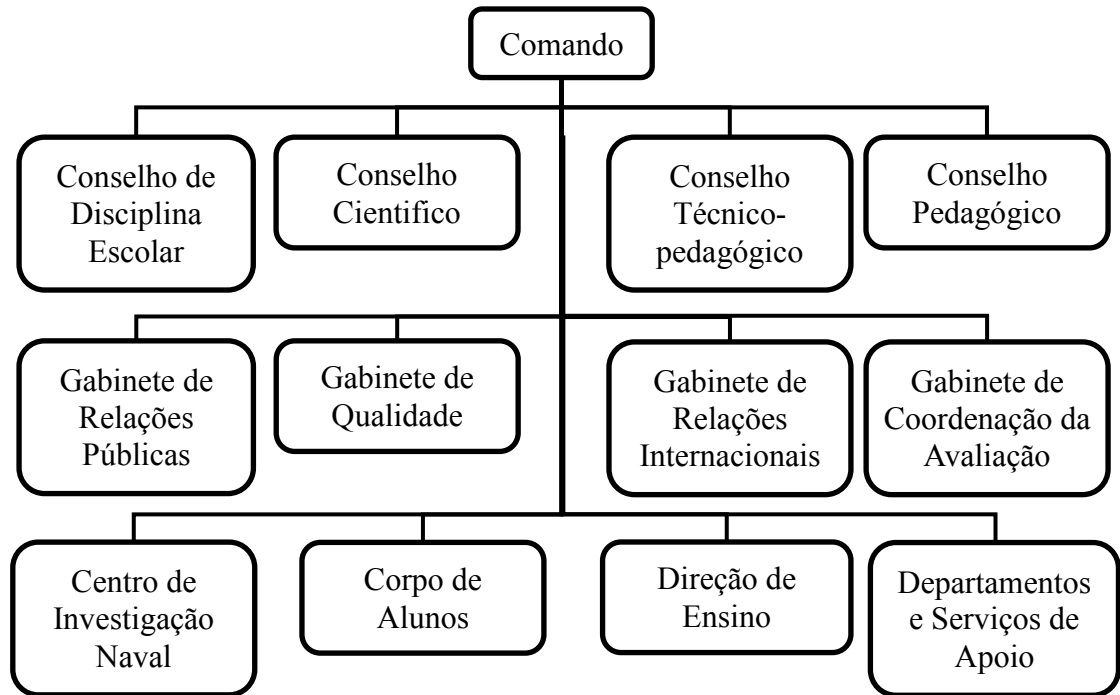 Comando
Conselho de
Disciplina
Escolar
Conselho
Cientifico
Conselho
Técnico-
pedagógico
Conselho
Pedagógico
Gabinete de
Relações
Públicas
Gabinete de
Qualidade
Gabinete de
Relações
Internacionais
Gabinete de
Coordenação da
Avaliação
Centro de
Investigação
Naval
Corpo de
Alunos
Direção de
Ensino
Departamentos
e Serviços de
Apoio